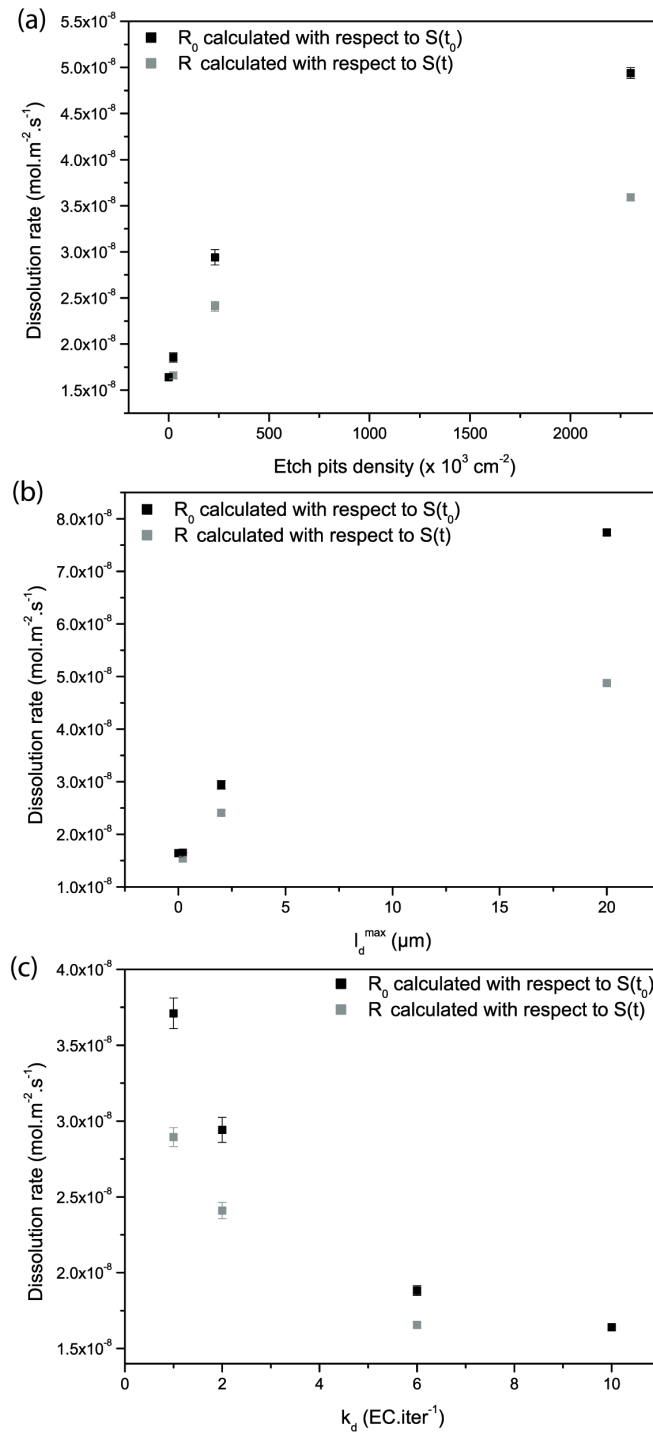 (a)
5.5x10⁻⁸
5.0x10⁻⁸
4.5x10⁻⁸
4.0x10⁻⁸
3.5x10⁻⁸
3.0x10⁻⁸
2.5x10⁻⁸
2.0x10⁻⁸
1.5x10⁻⁸
Dissolution rate (mol.m⁻².s⁻¹)
R₀ calculated with respect to S(t₀)
R calculated with respect to S(t)
0 500 1000 1500 2000
Etch pits density (x 10³ cm⁻²)
(b)
8.0x10⁻⁸
7.0x10⁻⁸
6.0x10⁻⁸
5.0x10⁻⁸
4.0x10⁻⁸
3.0x10⁻⁸
2.0x10⁻⁸
1.0x10⁻⁸
Dissolution rate (mol.m⁻².s⁻¹)
R₀ calculated with respect to S(t₀)
R calculated with respect to S(t)
0 5 10 15 20
l_d^max (µm)
(c)
4.0x10⁻⁸
3.5x10⁻⁸
3.0x10⁻⁸
2.5x10⁻⁸
2.0x10⁻⁸
1.5x10⁻⁸
Dissolution rate (mol.m⁻².s⁻¹)
R₀ calculated with respect to S(t₀)
R calculated with respect to S(t)
0 2 4 6 8 10
k_d (EC.iter⁻¹)